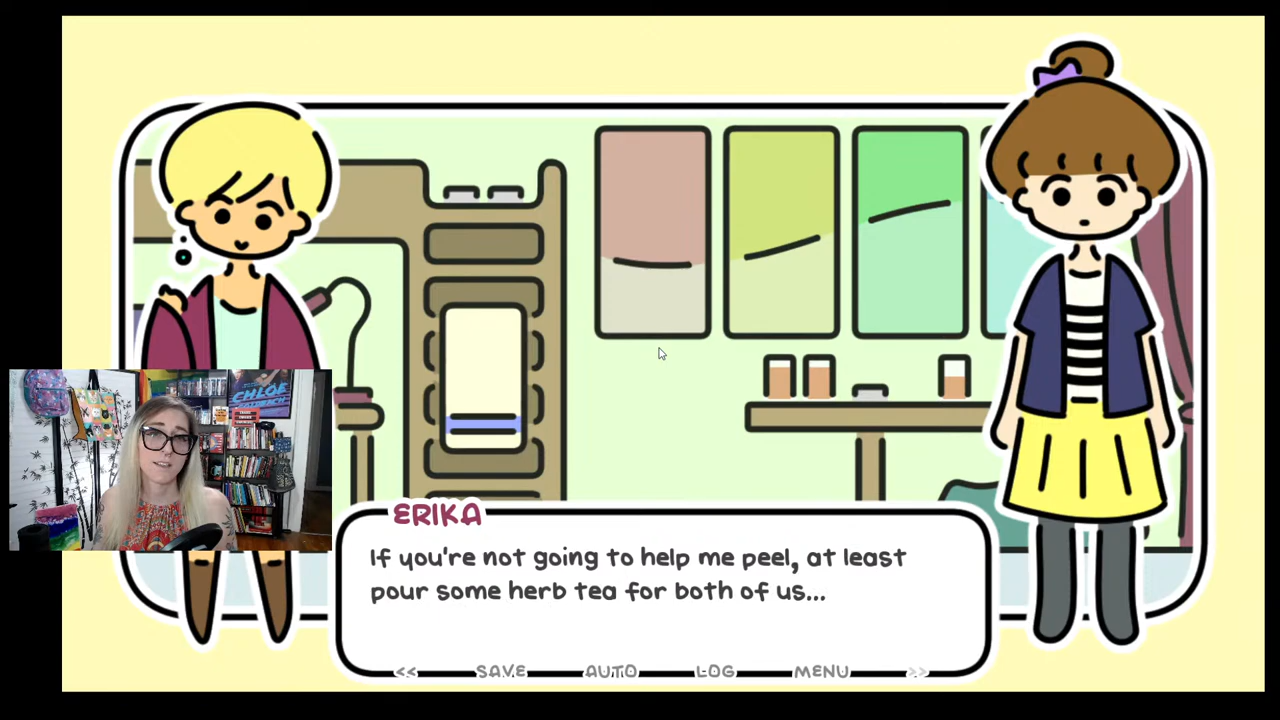 CHLOE
ERIKA
If you're not going to help me peel, at least
pour some herb tea for both of us...
<< SAVE AUTO LOG MENU >>